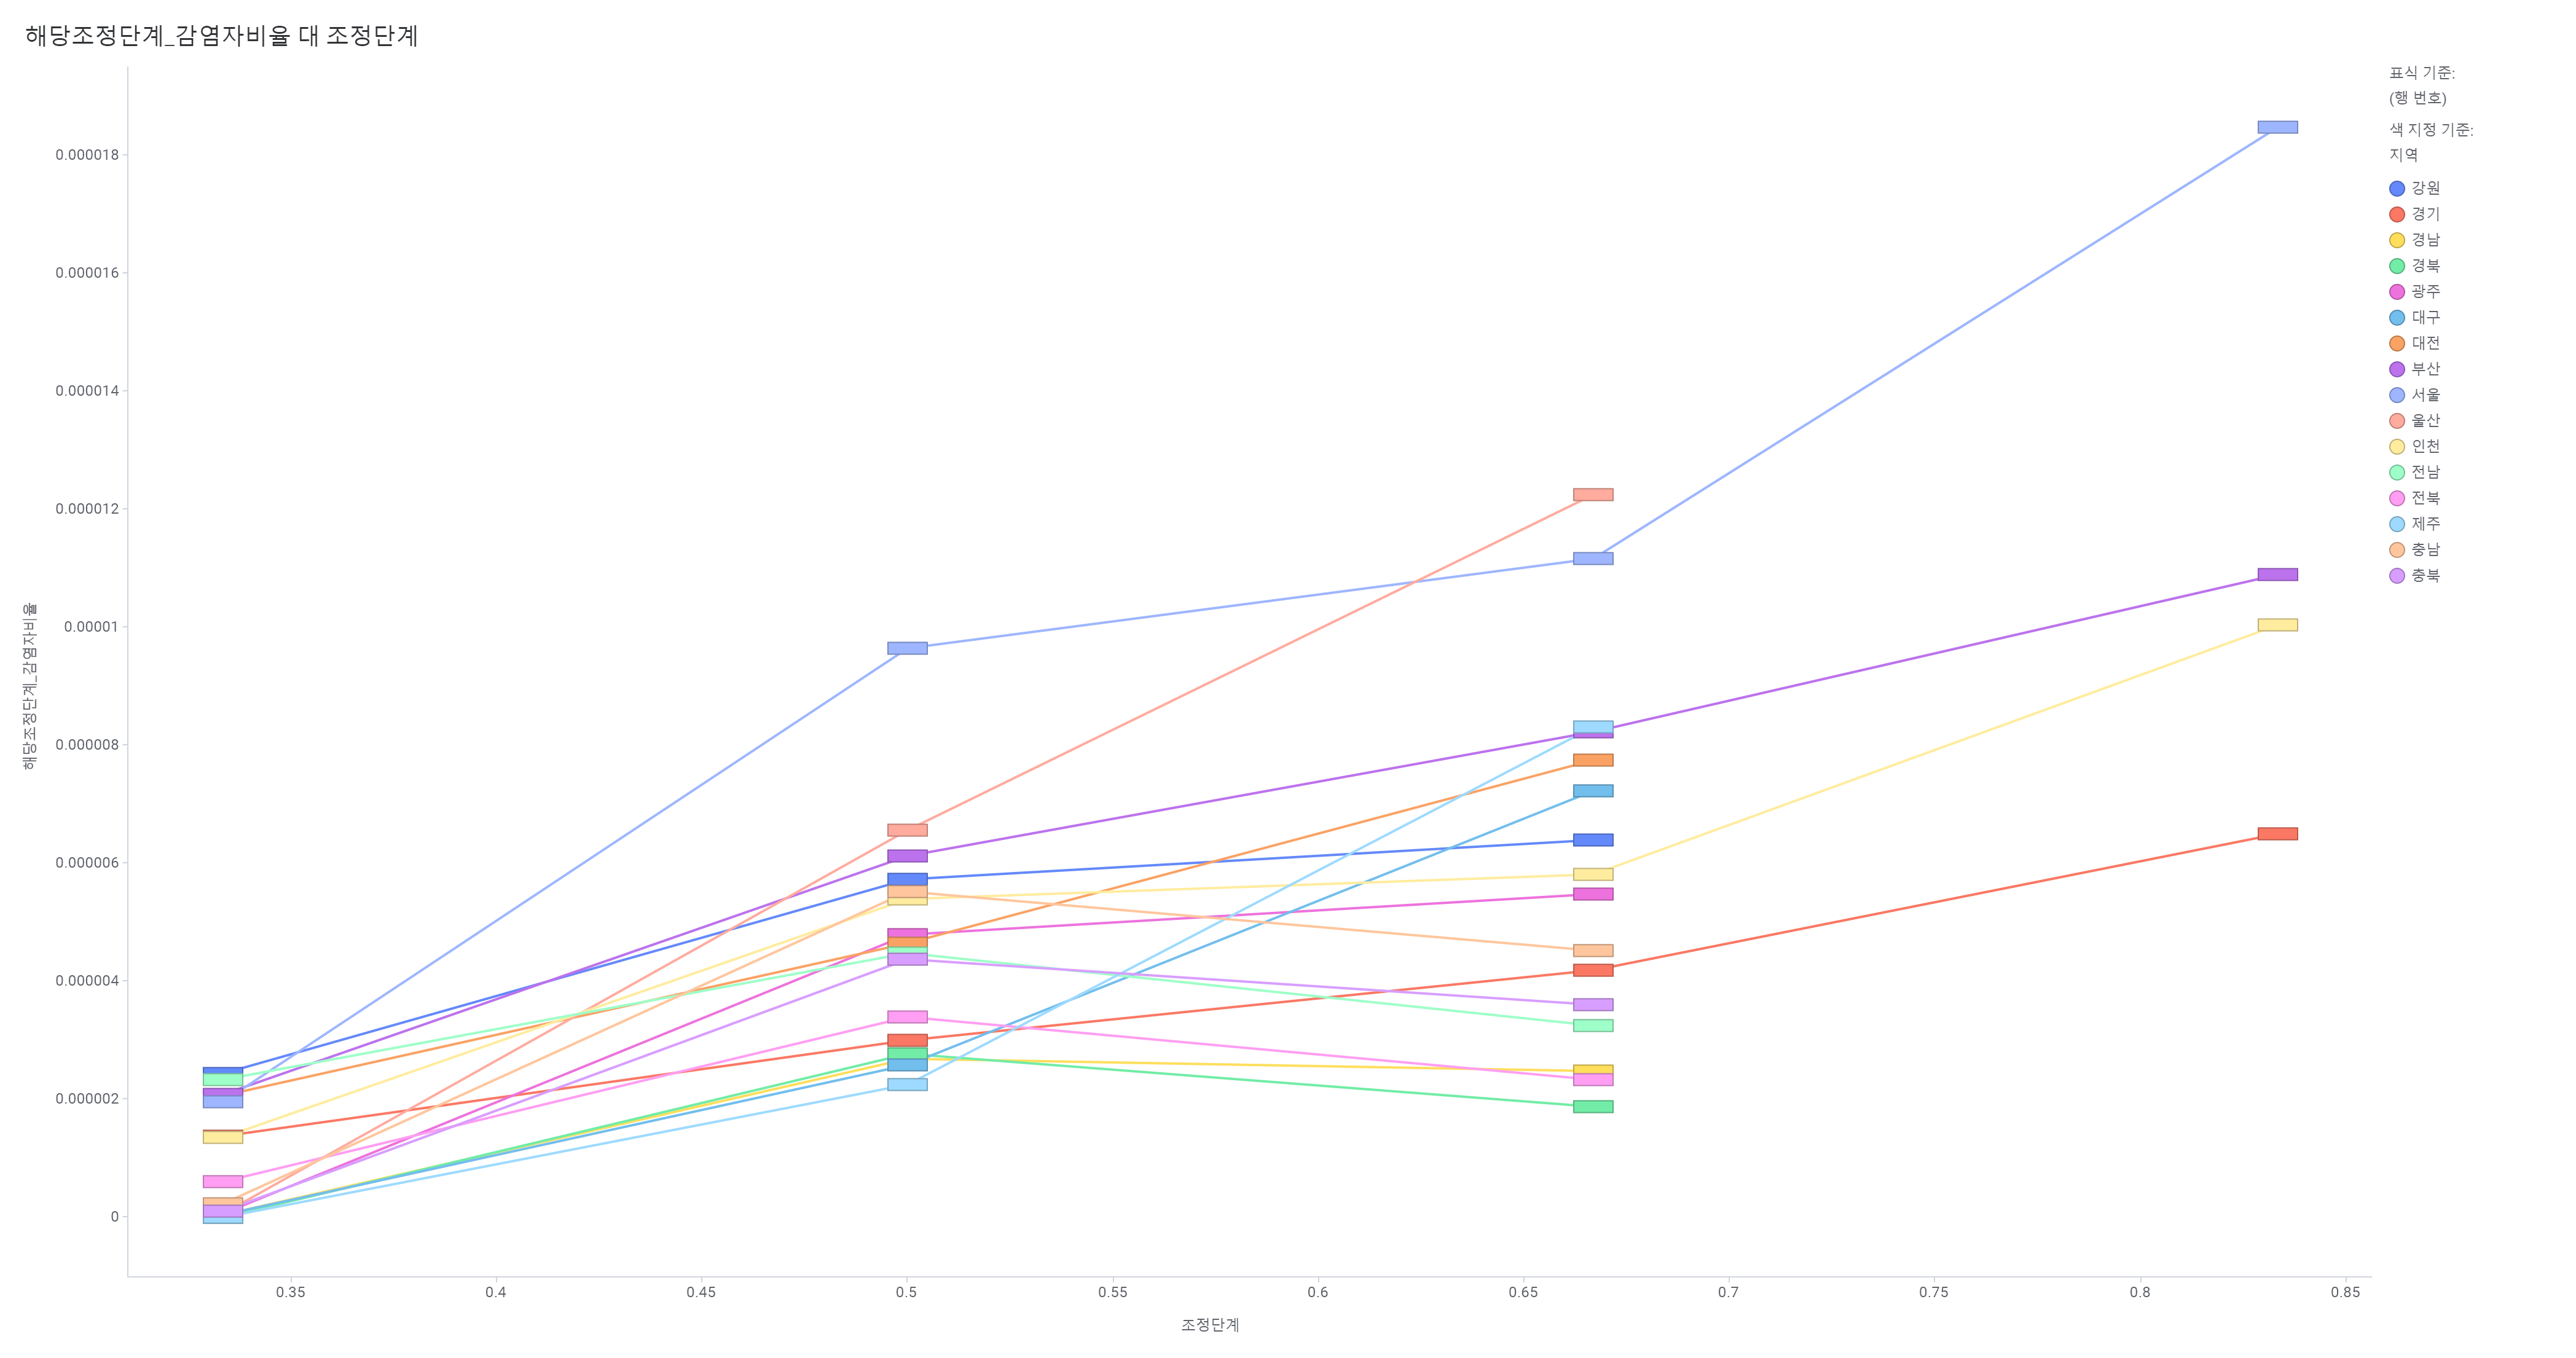 해당조정단계_감염자비율 대 조정단계
표식 기준:
(행 번호)
색 지정 기준:
지역
강원
경기
경남
경북
광주
대구
대전
부산
서울
울산
인천
전남
전북
제주
충남
충북
해당조정단계_감염자비율
0.000018
0.000016
0.000014
0.000012
0.00001
0.000008
0.000006
0.000004
0.000002
0
0.35 0.4 0.45 0.5 0.55 0.6 0.65 0.7 0.75 0.8 0.85
조정단계